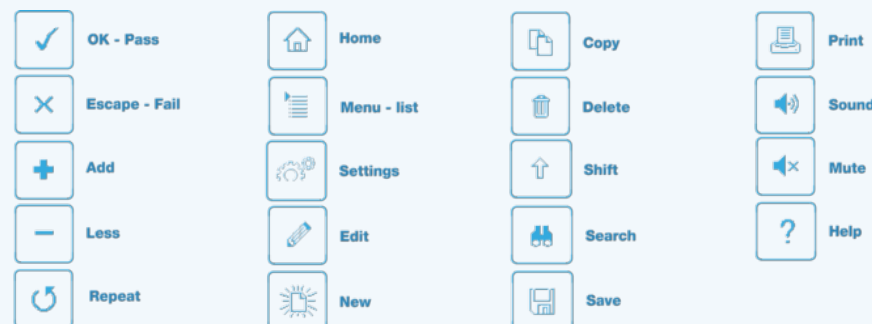 OK - Pass
Escape - Fail
Add
Less
Repeat
Home
Menu - list
Settings
Edit
New
Copy
Delete
Shift
Search
Save
Print
Sound
Mute
?
Help